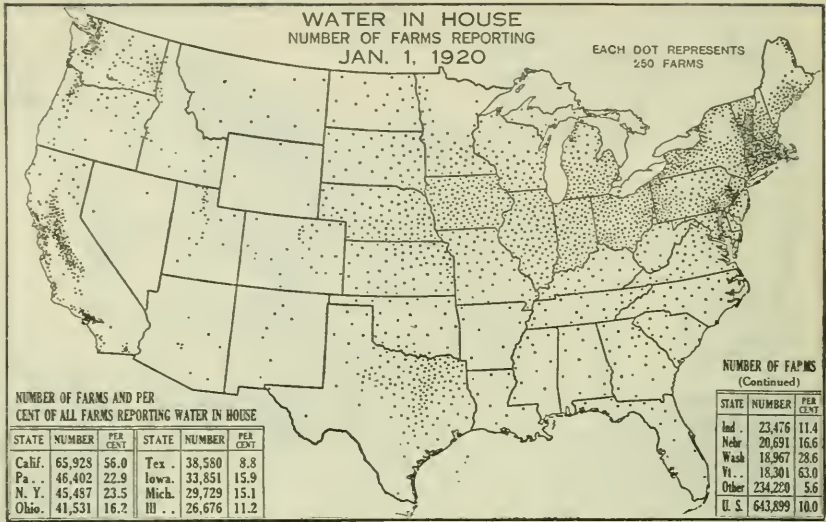 WATER IN HOUSE
NUMBER OF FARMS REPORTING
JAN. 1, 1920
EACH DOT REPRESENTS
250 FARMS
NUMBER OF FARMS AND PER
CENT OF ALL FARMS REPORTING WATER IN HOUSE
STATE NUMBER PER CENT STATE NUMBER PER CENT
Calif. 65,928 56.0 Tex . 38,580 8.8
Pa . . 46,402 22.9 Iowa. 33,851 15.9
N. Y. 45,487 23.5 Mich. 29,729 15.1
Ohio. 41,531 16.2 Ill . . 26,676 11.2
NUMBER OF FARMS
(Continued)
STATE NUMBER PER CENT
Ind . 23,476 11.4
Nebr 20,691 16.6
Wash 18,967 28.6
Vt . . 18,301 63.0
Other 234,280 5.6
U. S. 643,899 10.0